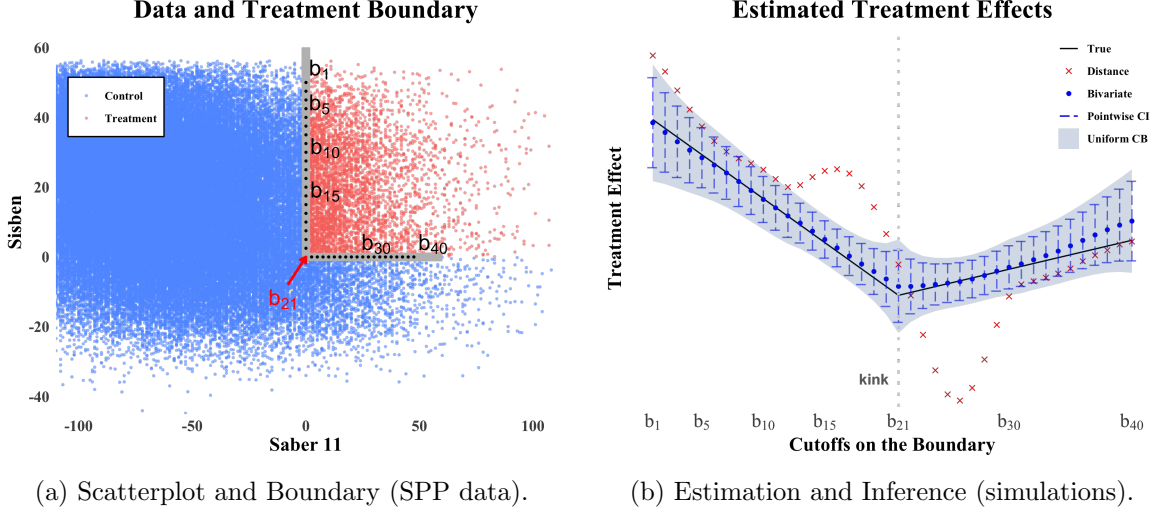 Data and Treatment Boundary
Sisben
60
40
20
0
-20
-40
Control
Treatment
b1
b5
b10
b15
b30
b40
b21
-100
-50
0
50
100
Saber 11
(a) Scatterplot and Boundary (SPP data).
Estimated Treatment Effects
Treatment Effect
True
Distance
Bivariate
Pointwise CI
Uniform CB
kink
b1
b5
b10
b15
b21
b30
b40
Cutoffs on the Boundary
(b) Estimation and Inference (simulations).